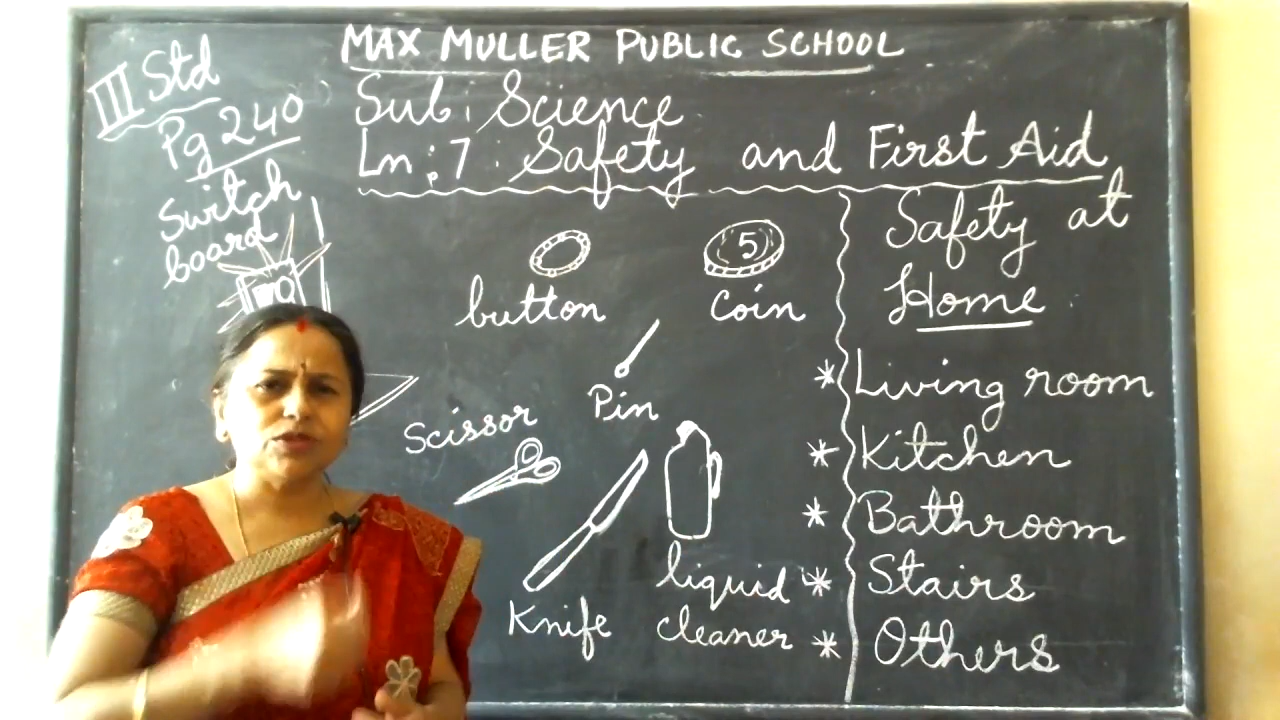 MAX MULLER PUBLIC SCHOOL
III Std
Pg 240
Sub: Science
Ln: 7 : Safety and First Aid
Switch
board
button
5
coin
Pin
Scissor
Knife
liquid
cleaner
Safety at
Home
* Living room
* Kitchen
* Bathroom
* Stairs
* Others